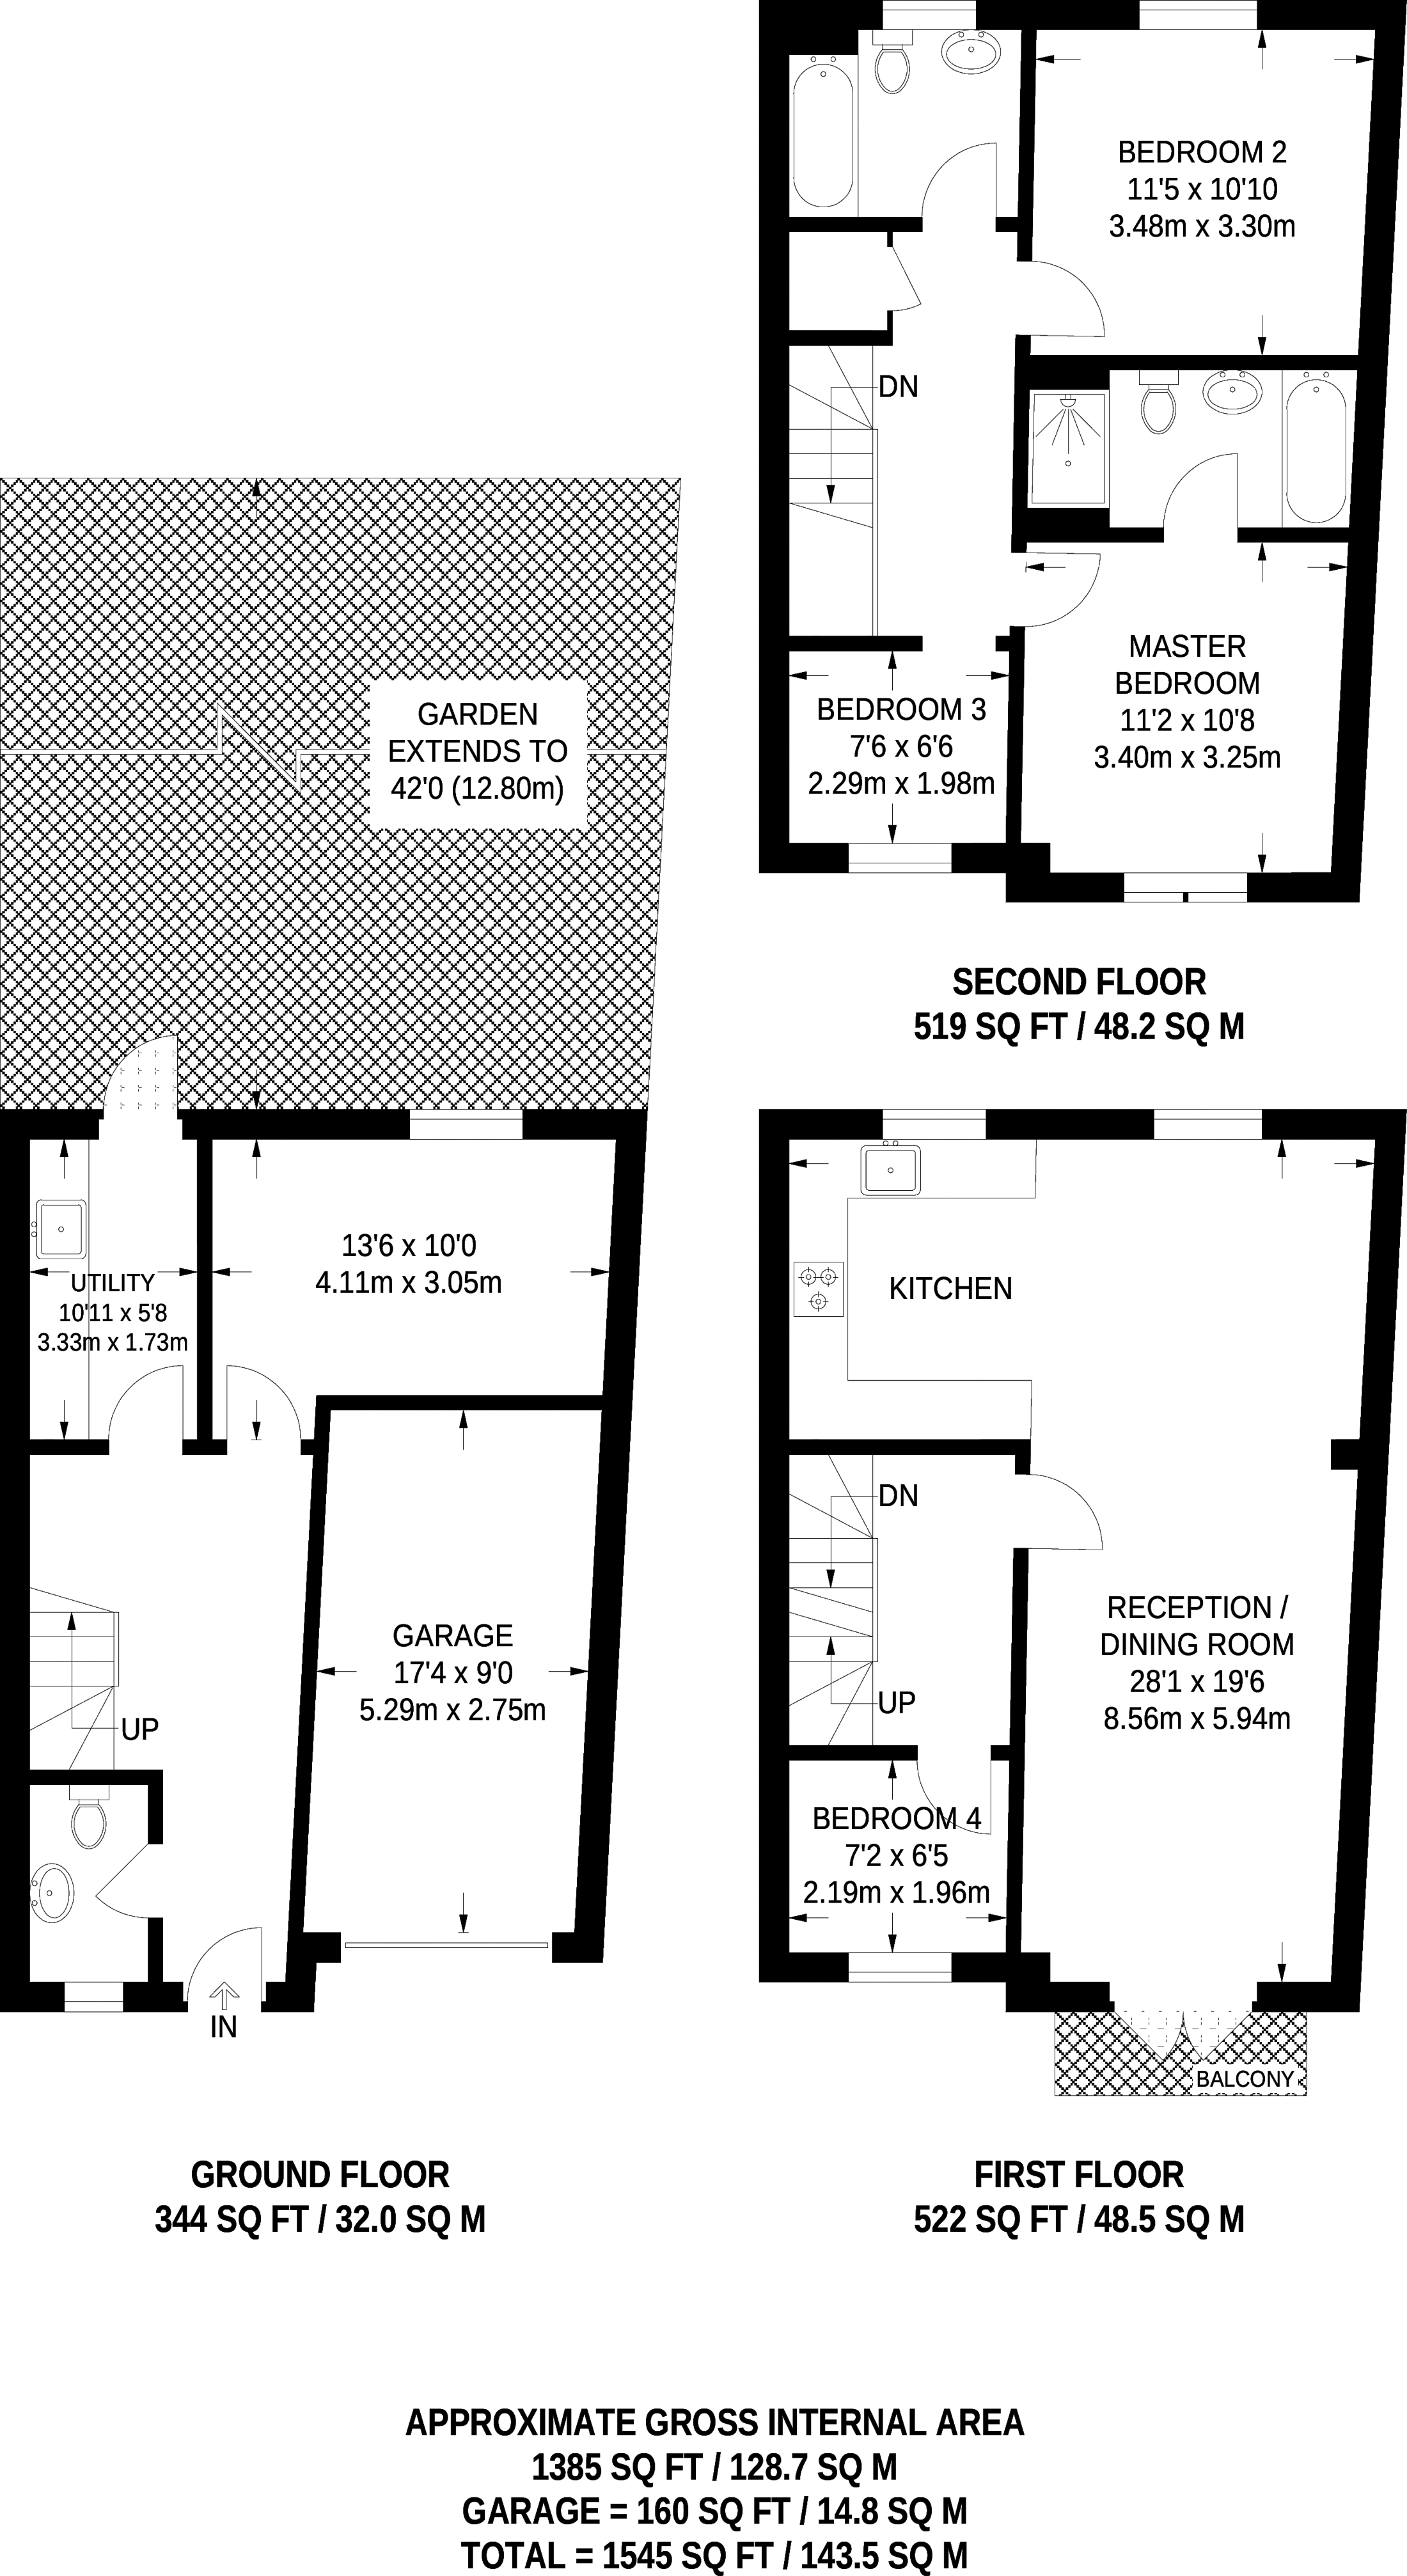 BEDROOM 2
11'5 x 10'10
3.48m x 3.30m
DN
MASTER
BEDROOM
11'2 x 10'8
3.40m x 3.25m
BEDROOM 3
7'6 x 6'6
2.29m x 1.98m
SECOND FLOOR
519 SQ FT / 48.2 SQ M
GARDEN
EXTENDS TO
42'0 (12.80m)
13'6 x 10'0
4.11m x 3.05m
UTILITY
10'11 x 5'8
3.33m x 1.73m
GARAGE
17'4 x 9'0
5.29m x 2.75m
UP
IN
GROUND FLOOR
344 SQ FT / 32.0 SQ M
KITCHEN
DN
RECEPTION /
DINING ROOM
28'1 x 19'6
8.56m x 5.94m
UP
BEDROOM 4
7'2 x 6'5
2.19m x 1.96m
BALCONY
FIRST FLOOR
522 SQ FT / 48.5 SQ M
APPROXIMATE GROSS INTERNAL AREA
1385 SQ FT / 128.7 SQ M
GARAGE = 160 SQ FT / 14.8 SQ M
TOTAL = 1545 SQ FT / 143.5 SQ M